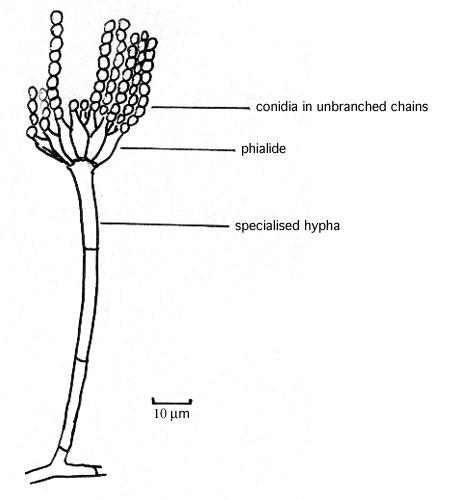 conidia in unbranched chains
phialide
specialised hypha
10 µm